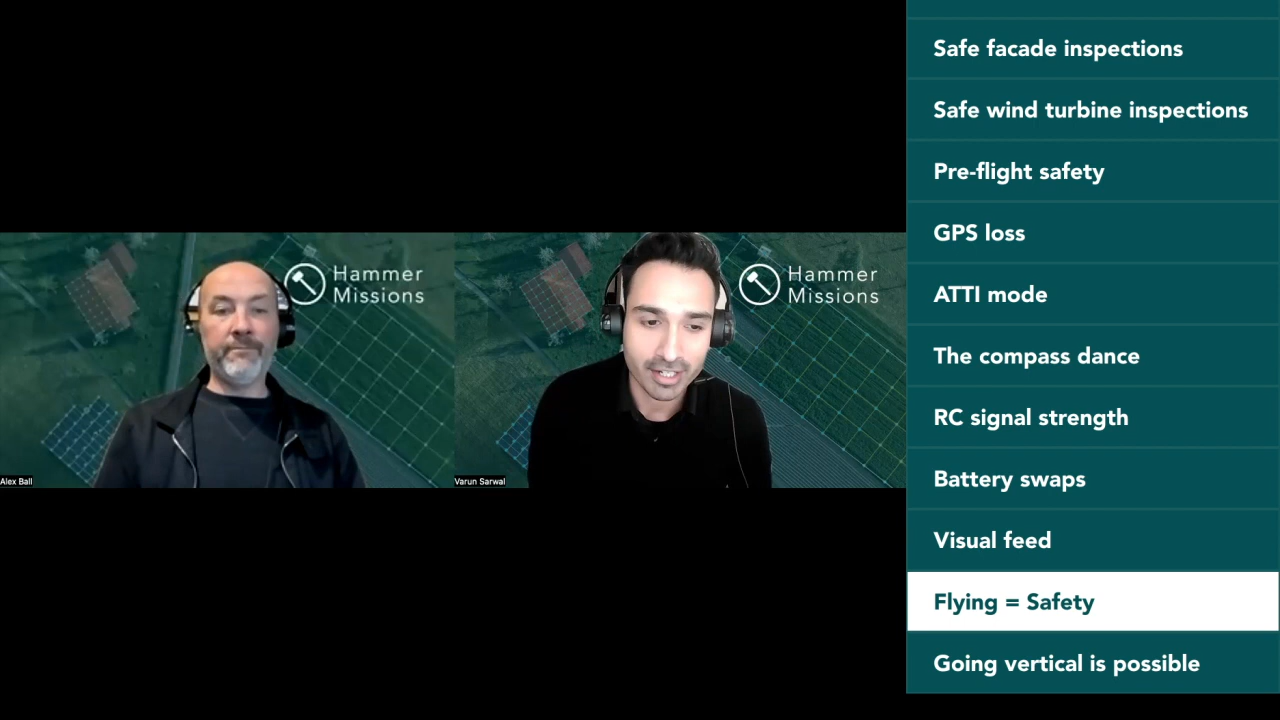 Hammer
Missions
Alex Ball
Hammer
Missions
Varun Sarwal
Safe facade inspections
Safe wind turbine inspections
Pre-flight safety
GPS loss
ATTI mode
The compass dance
RC signal strength
Battery swaps
Visual feed
Flying = Safety
Going vertical is possible